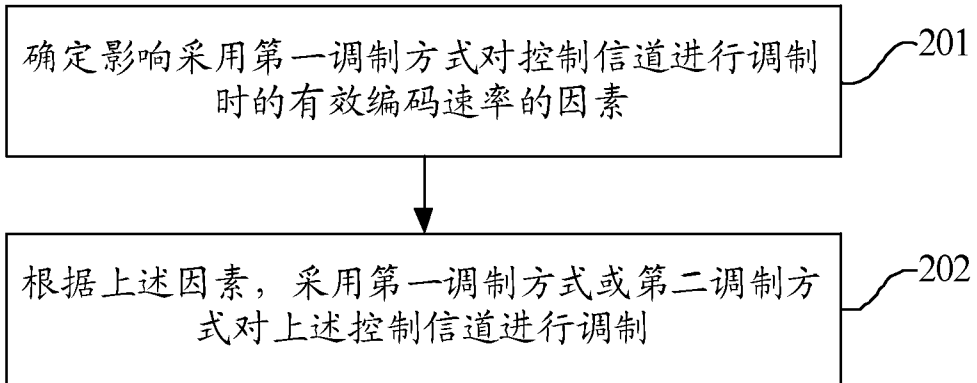 确定影响采用第一调制方式对控制信道进行调制
时的有效编码速率的因素
201
根据上述因素，采用第一调制方式或第二调制方
式对上述控制信道进行调制
202